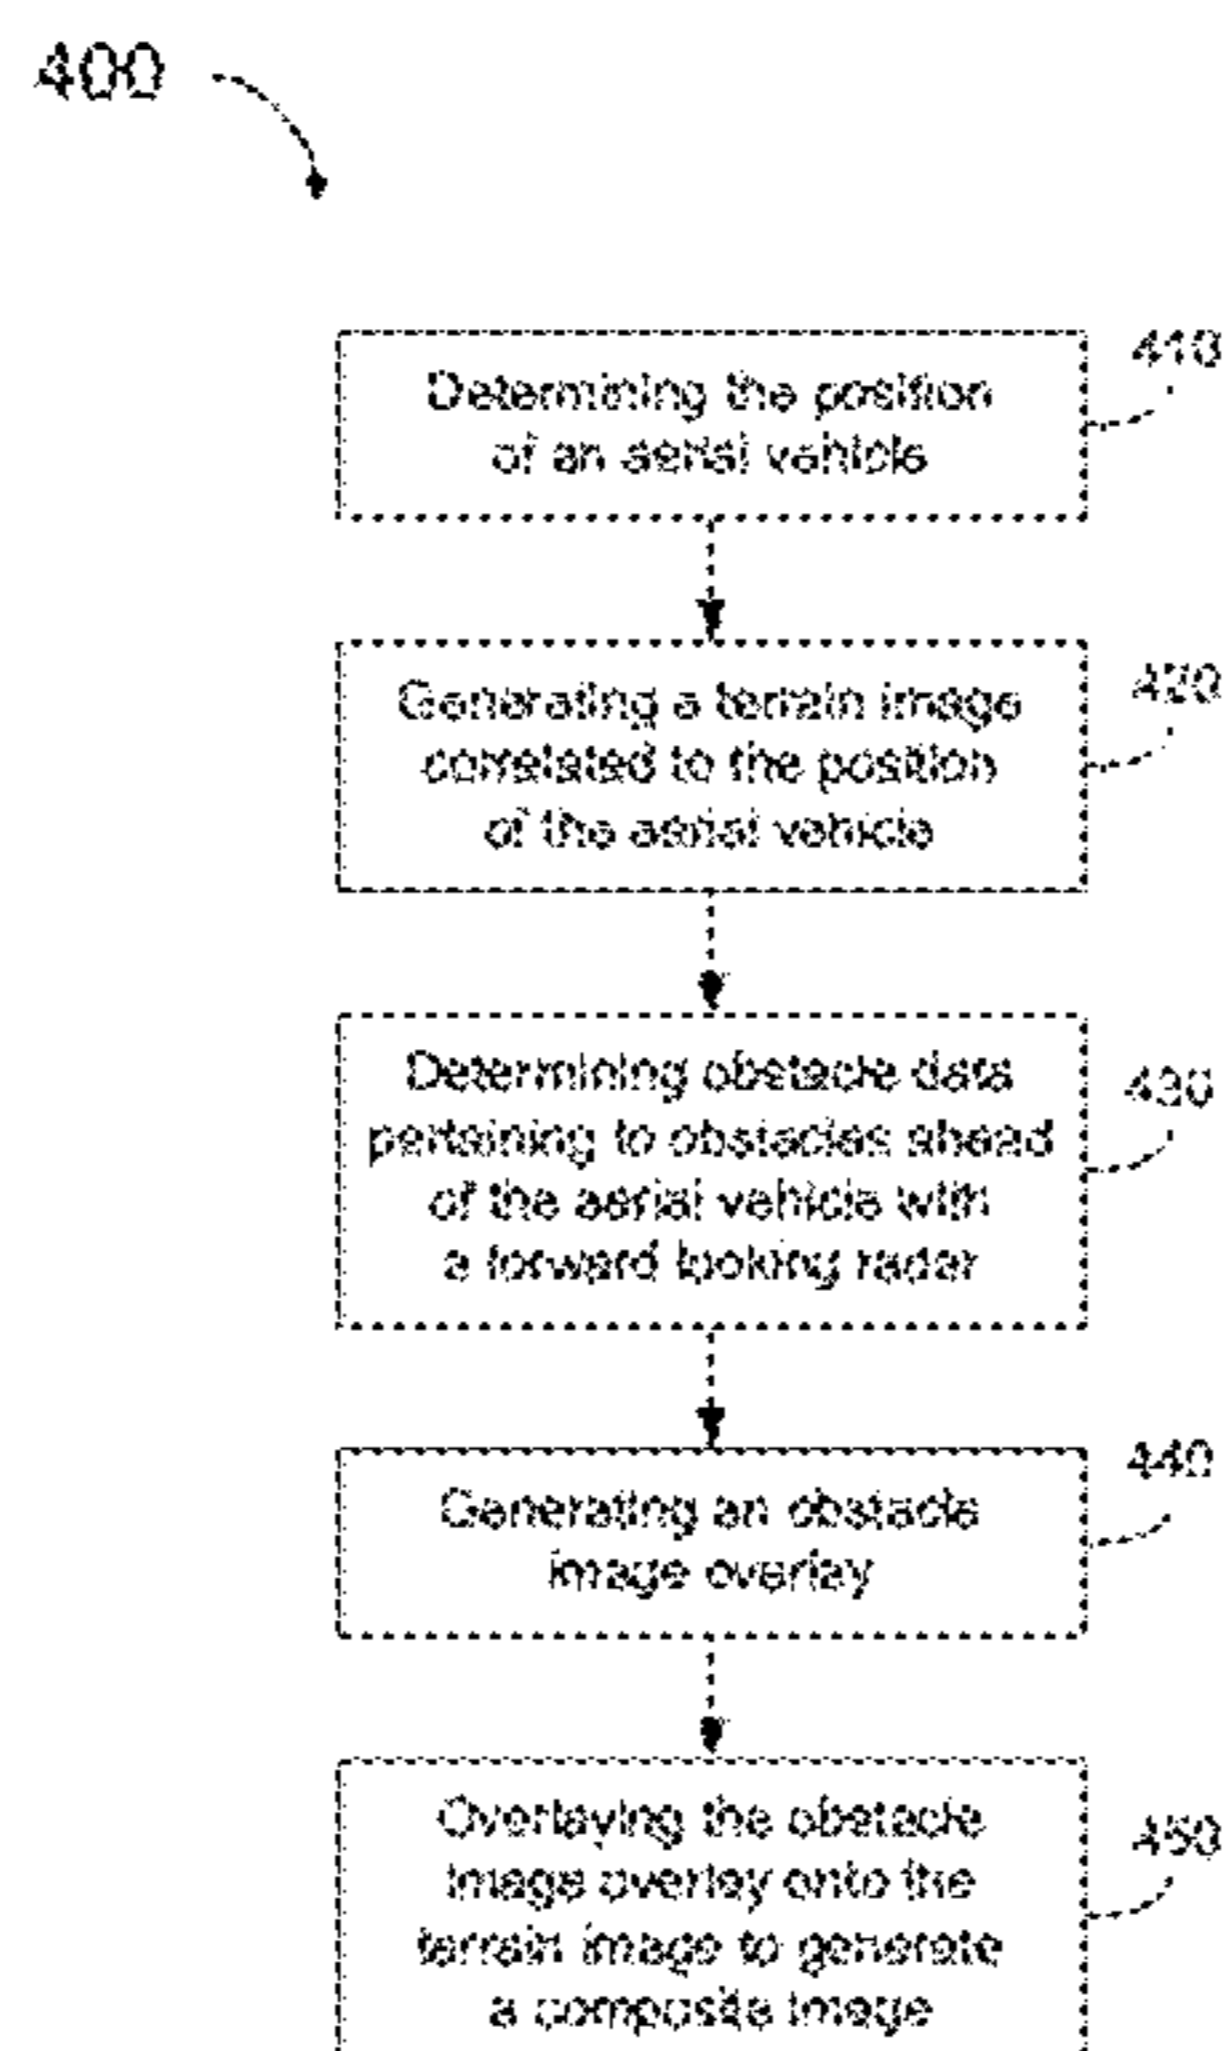 400
410
Determining the position
of an aerial vehicle
420
Generating a terrain image
correlated to the position
of the aerial vehicle
430
Determining obstacle data
pertaining to obstacles ahead
of the aerial vehicle with
a forward looking radar
440
Generating an obstacle
image overlay
450
Overlaying the obstacle
image overlay onto the
terrain image to generate
a composite image